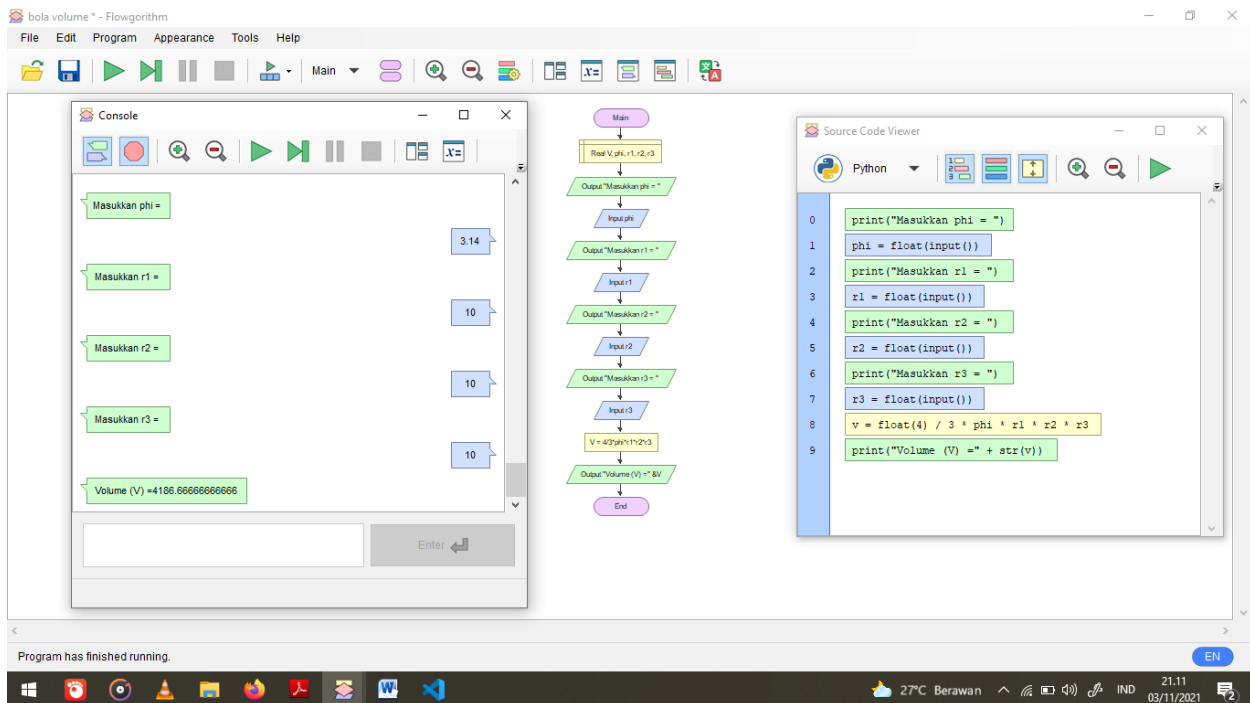 bola volume * - Flowgorithm
File Edit Program Appearance Tools Help
Main
Console
x=
Masukkan phi =
3.14
Masukkan r1 =
10
Masukkan r2 =
10
Masukkan r3 =
10
Volume (V) =4186.66666666666
Enter
Main
Real V, phi, r1, r2, r3
Output "Masukkan phi = "
Input phi
Output "Masukkan r1 = "
Input r1
Output "Masukkan r2 = "
Input r2
Output "Masukkan r3 = "
Input r3
V = 4/3*phi*r1*r2*r3
Output "Volume (V) =" &V
End
Source Code Viewer
Python
0 print("Masukkan phi = ")
1 phi = float(input())
2 print("Masukkan r1 = ")
3 r1 = float(input())
4 print("Masukkan r2 = ")
5 r2 = float(input())
6 print("Masukkan r3 = ")
7 r3 = float(input())
8 v = float(4) / 3 * phi * r1 * r2 * r3
9 print("Volume (V) =" + str(v))
Program has finished running.
EN
27°C Berawan
IND
21.11
03/11/2021
2